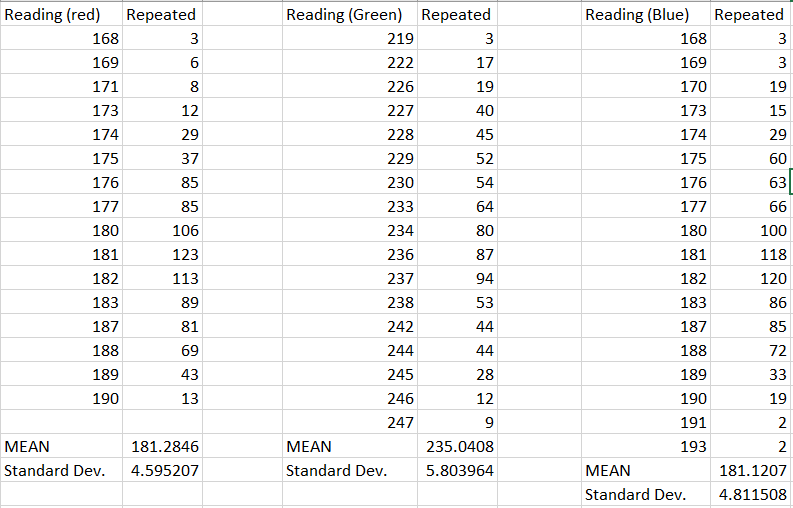 Reading (red) Repeated Reading (Green) Repeated Reading (Blue) Repeated
168 3 219 3 168 3
169 6 222 17 169 3
171 8 226 19 170 19
173 12 227 40 173 15
174 29 228 45 174 29
175 37 229 52 175 60
176 85 230 54 176 63
177 85 233 64 177 66
180 106 234 80 180 100
181 123 236 87 181 118
182 113 237 94 182 120
183 89 238 53 183 86
187 81 242 44 187 85
188 69 244 44 188 72
189 43 245 28 189 33
190 13 246 12 190 19
247 9 191 2
MEAN 181.2846 MEAN 235.0408 193 2
Standard Dev. 4.595207 Standard Dev. 5.803964 MEAN 181.1207
Standard Dev. 4.811508